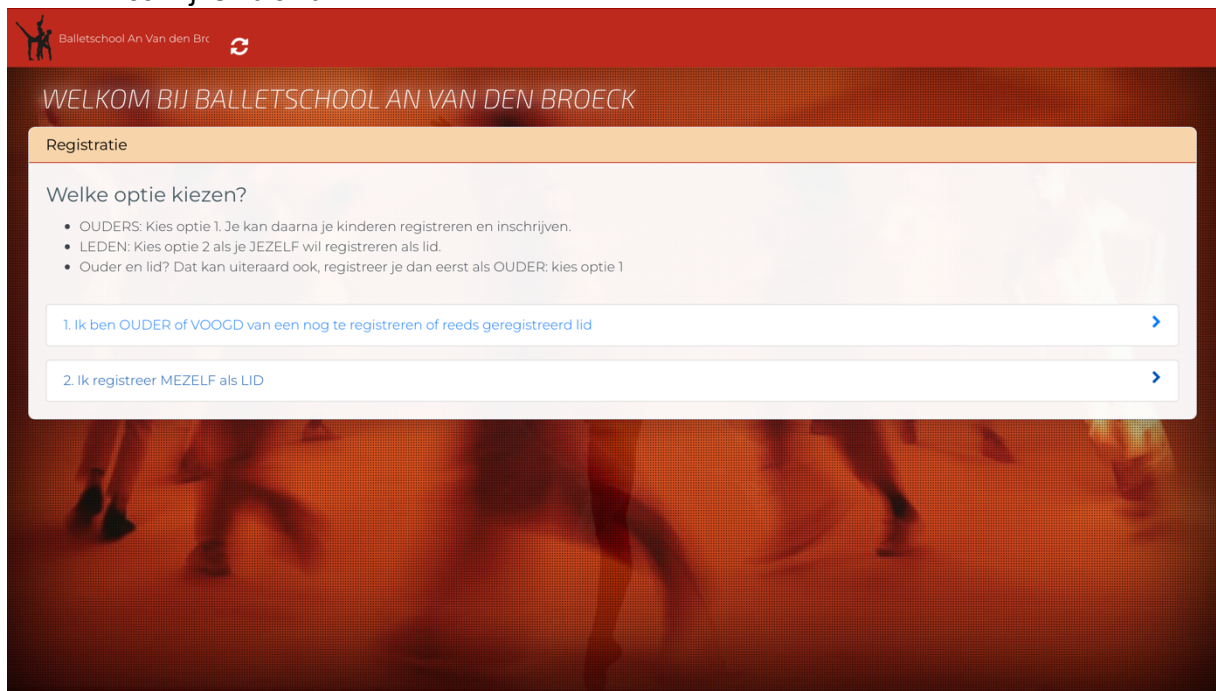 Balletschool An Van den Brc
WELKOM BIJ BALLETSCHOOL AN VAN DEN BROECK
Registratie
Welke optie kiezen?
OUDERS: Kies optie 1. Je kan daarna je kinderen registreren en inschrijven.
LEDEN: Kies optie 2 als je JEZELF wil registreren als lid.
Ouder en lid? Dat kan uiteraard ook, registreer je dan eerst als OUDER: kies optie 1
1. Ik ben OUDER of VOOGD van een nog te registreren of reeds geregistreerd lid
2. Ik registreer MEZELF als LID